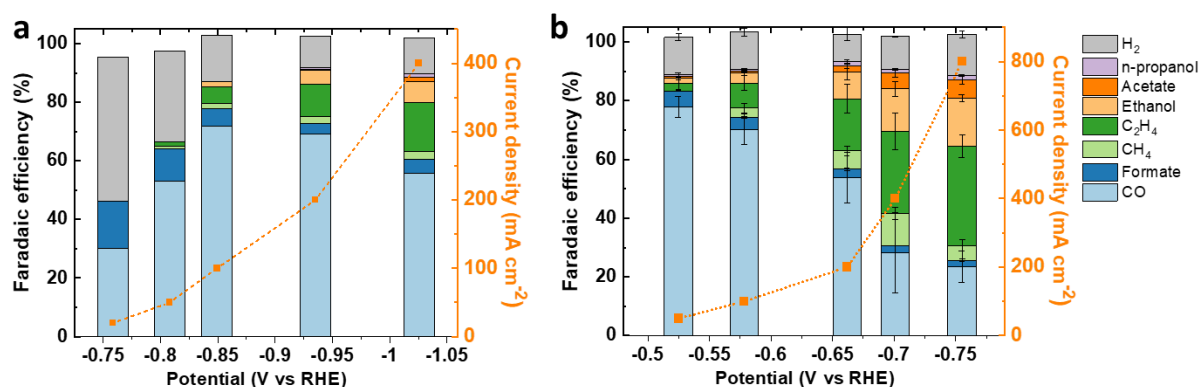 a
100
80
60
40
20
0
Faradaic efficiency (%)
-0.75
-0.8
-0.85
-0.9
-0.95
-1
-1.05
Potential (V vs RHE)
400
300
200
100
0
Current density (mA cm⁻²)
b
100
80
60
40
20
0
Faradaic efficiency (%)
-0.5
-0.55
-0.6
-0.65
-0.7
-0.75
Potential (V vs RHE)
800
600
400
200
0
Current density (mA cm⁻²)
H₂
n-propanol
Acetate
Ethanol
C₂H₄
CH₄
Formate
CO